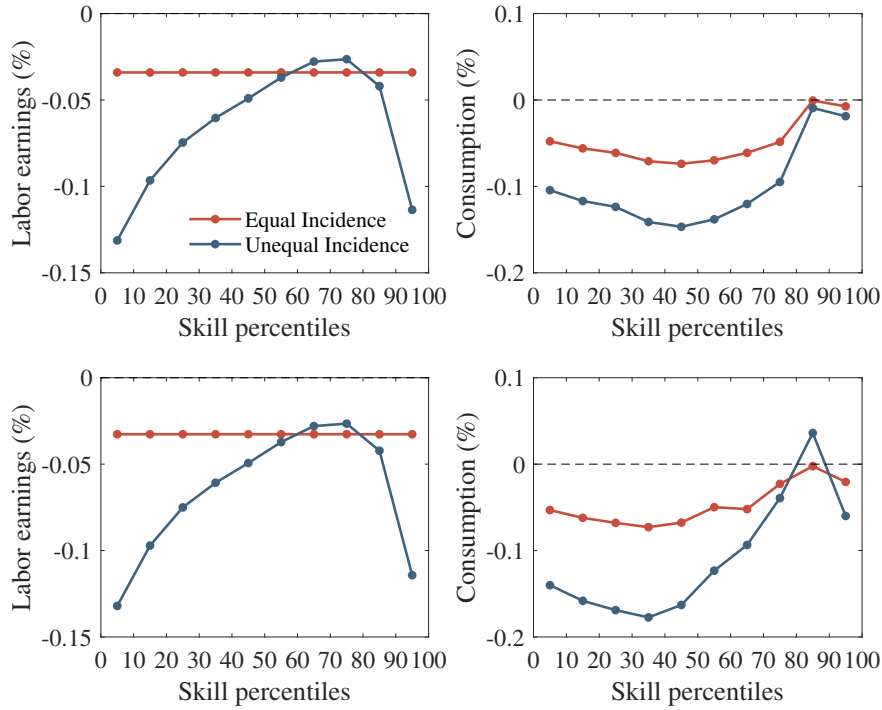 0
-0.05
-0.1
-0.15
Labor earnings (%)
Equal Incidence
Unequal Incidence
0 10 20 30 40 50 60 70 80 90 100
Skill percentiles
0.1
0
-0.1
-0.2
Consumption (%)
0 10 20 30 40 50 60 70 80 90 100
Skill percentiles
0
-0.05
-0.1
-0.15
Labor earnings (%)
0 10 20 30 40 50 60 70 80 90 100
Skill percentiles
0.1
0
-0.1
-0.2
Consumption (%)
0 10 20 30 40 50 60 70 80 90 100
Skill percentiles